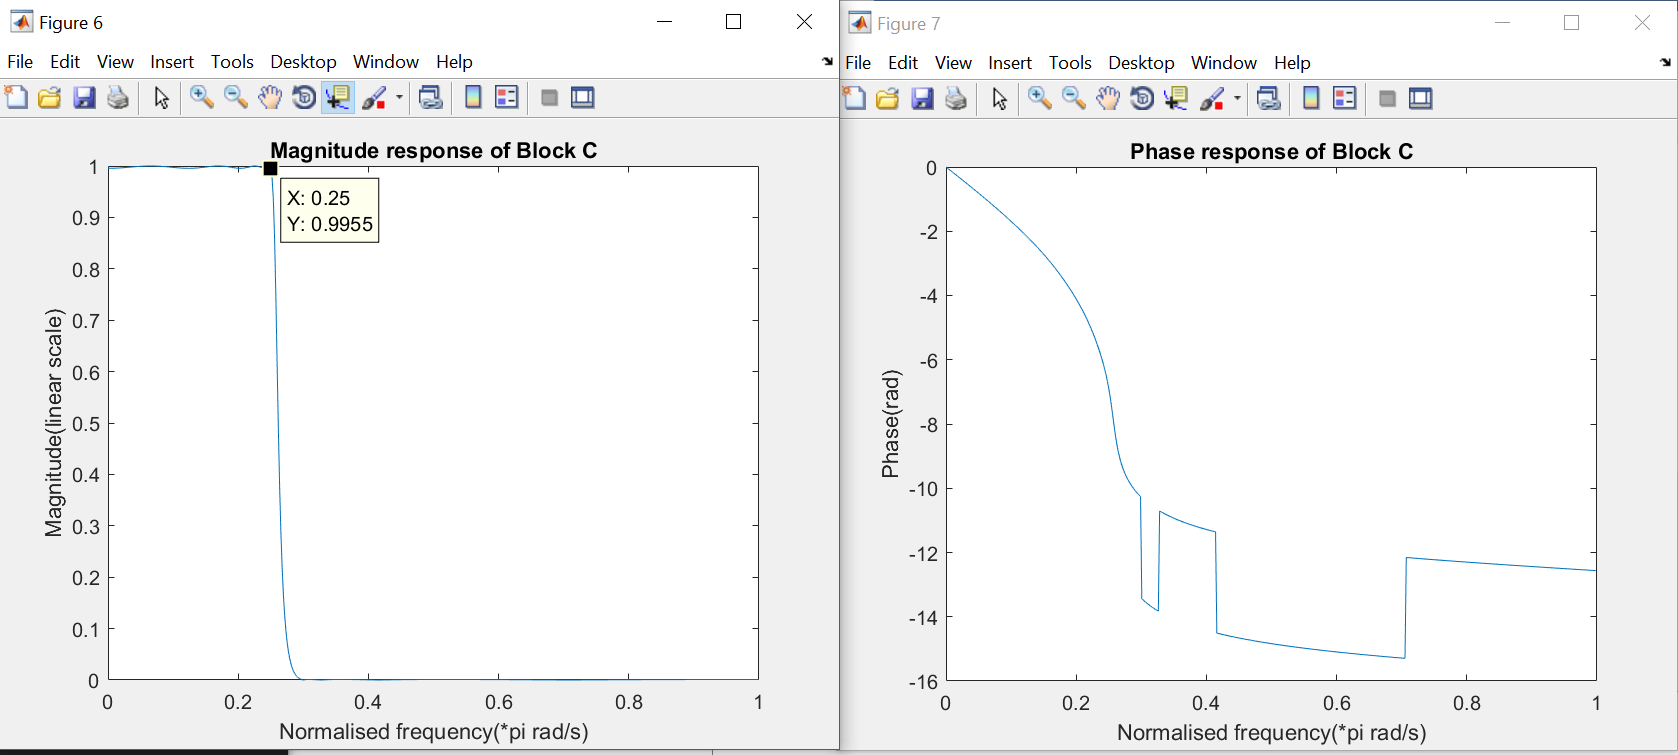 Figure 6
File Edit View Insert Tools Desktop Window Help
Magnitude response of Block C
X: 0.25
Y: 0.9955
1
0.9
0.8
0.7
0.6
0.5
0.4
0.3
0.2
0.1
0
Magnitude(linear scale)
0 0.2 0.4 0.6 0.8 1
Normalised frequency(*pi rad/s)
Figure 7
File Edit View Insert Tools Desktop Window Help
Phase response of Block C
0
-2
-4
-6
-8
-10
-12
-14
-16
Phase(rad)
0 0.2 0.4 0.6 0.8 1
Normalised frequency(*pi rad/s)